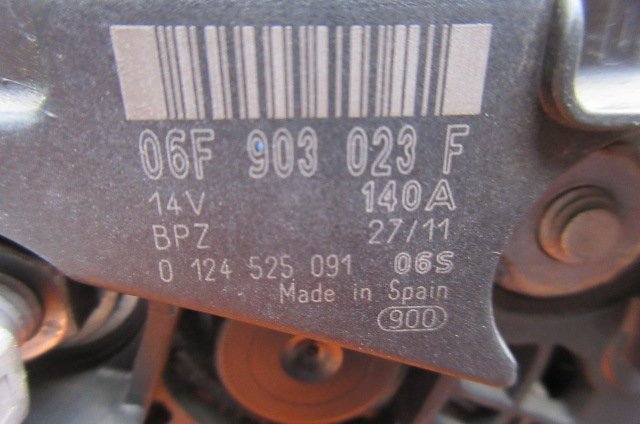 06F 903 023 F
14V 140A
BPZ 27/11
0 124 525 091 06S
Made in Spain
900